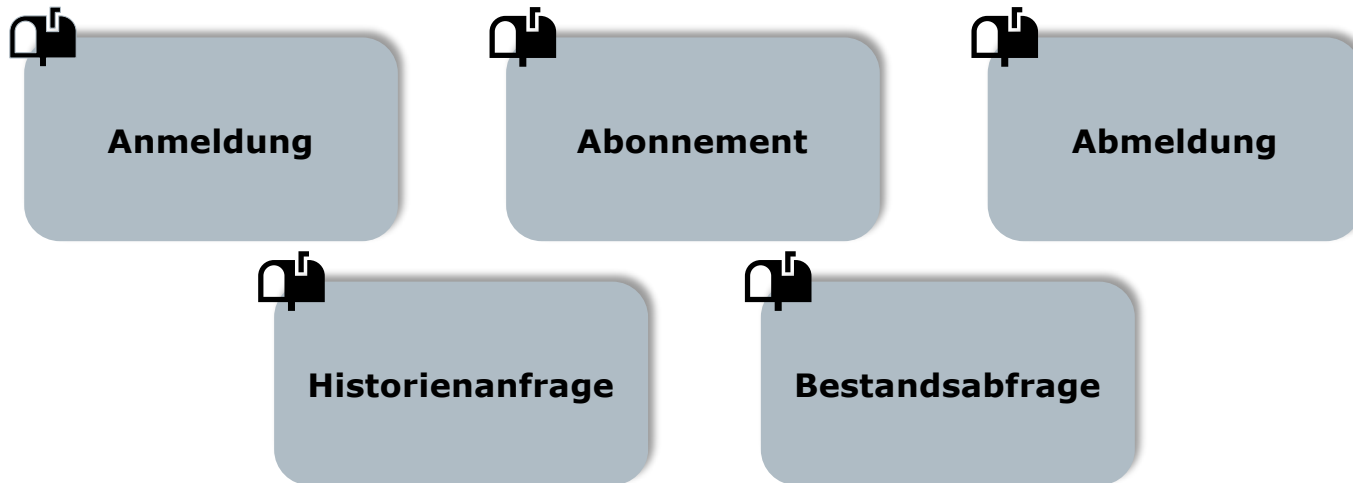 Anmeldung
Abonnement
Abmeldung
Historienanfrage
Bestandsabfrage